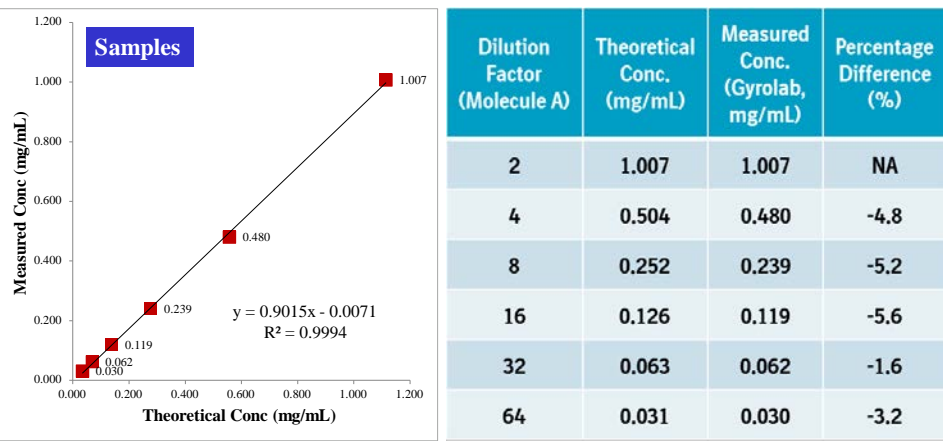 Samples
1.200
1.000
0.800
0.600
0.400
0.200
0.000
Measured Conc (mg/mL)
1.007
0.480
0.239
0.119
0.062
0.030
y = 0.9015x - 0.0071
R² = 0.9994
0.000 0.200 0.400 0.600 0.800 1.000 1.200
Theoretical Conc (mg/mL)
Dilution Factor (Molecule A) Theoretical Conc. (mg/mL) Measured Conc. (Gyrolab, mg/mL) Percentage Difference (%)
2 1.007 1.007 NA
4 0.504 0.480 -4.8
8 0.252 0.239 -5.2
16 0.126 0.119 -5.6
32 0.063 0.062 -1.6
64 0.031 0.030 -3.2